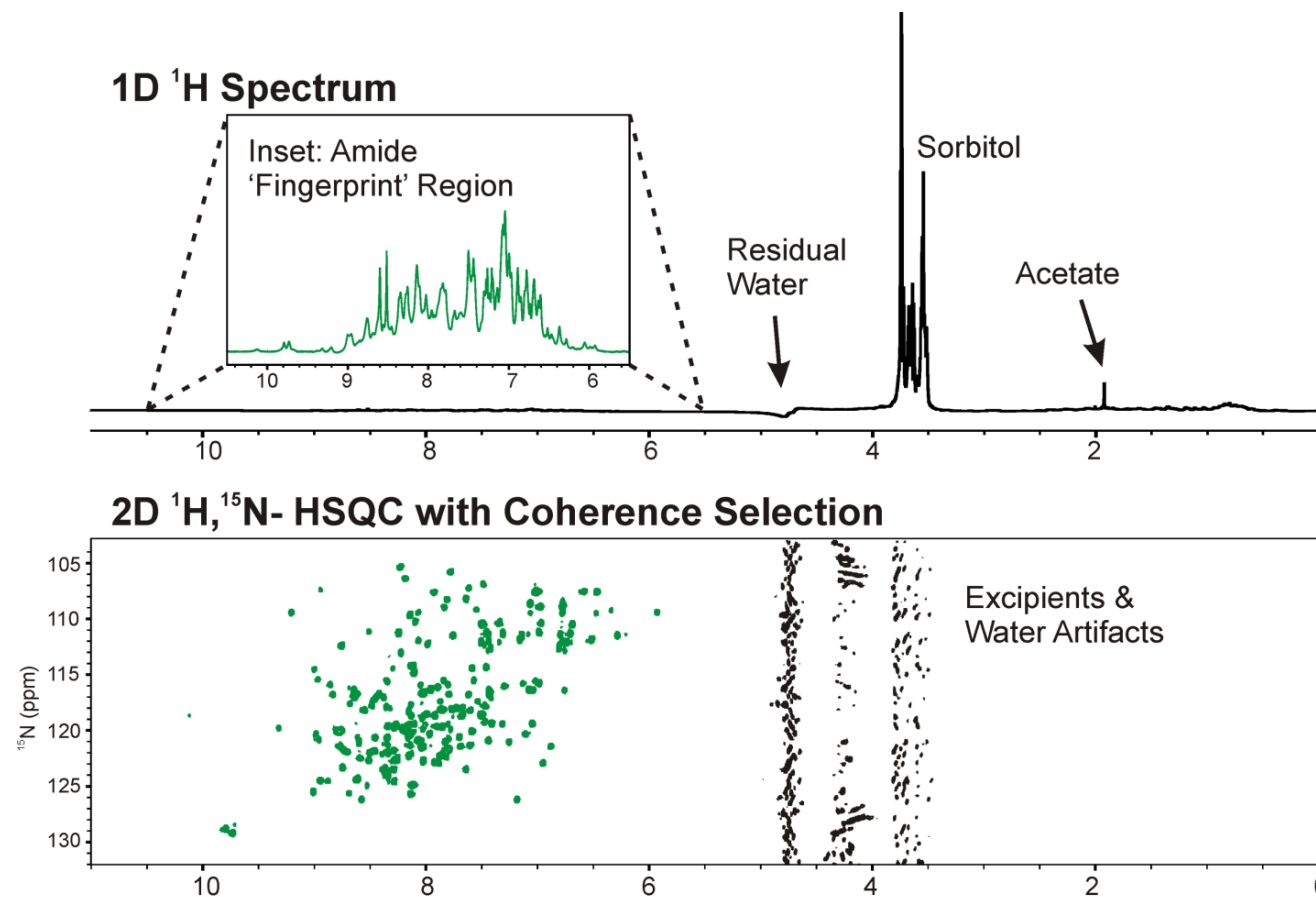 1D ¹H Spectrum
Inset: Amide
‘Fingerprint’ Region
10 9 8 7 6
Residual
Water
Sorbitol
Acetate
10 8 6 4 2
2D ¹H,¹⁵N- HSQC with Coherence Selection
105
110
115
120
125
130
¹⁵N (ppm)
Excipients &
Water Artifacts
10 8 6 4 2